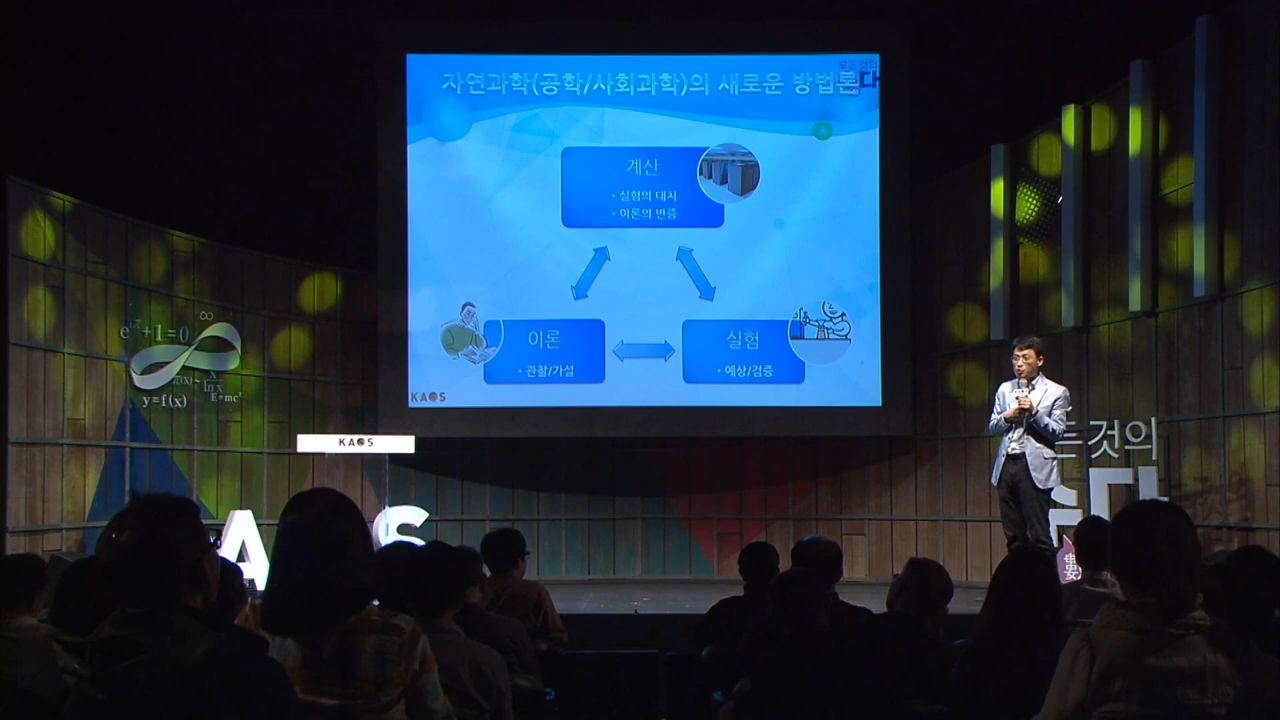 모든 것의
자연과학(공학/사회과학)의 새로운 방법론
다
계산
• 실험의 대치
• 이론의 반증
이론
• 관찰/가설
실험
• 예상/검증
KAOS
e^iπ+1=0
∞
x
ln x
y=f(x)
E=mc²
KAOS
든 것의
A S